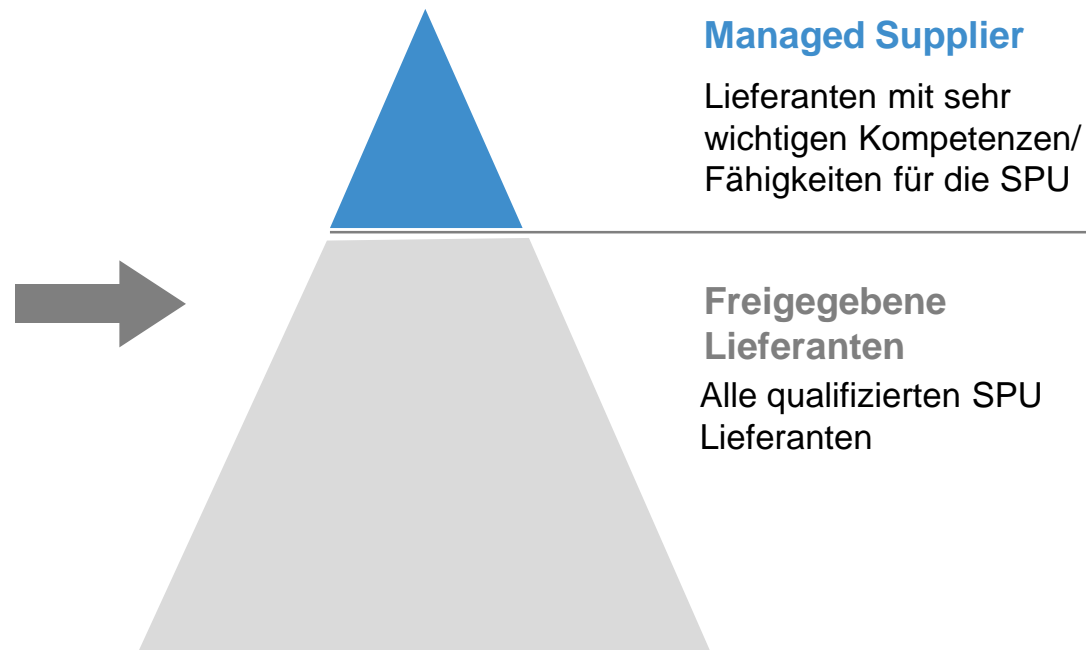 Managed Supplier
Lieferanten mit sehr
wichtigen Kompetenzen/
Fähigkeiten für die SPU
Freigegebene
Lieferanten
Alle qualifizierten SPU
Lieferanten